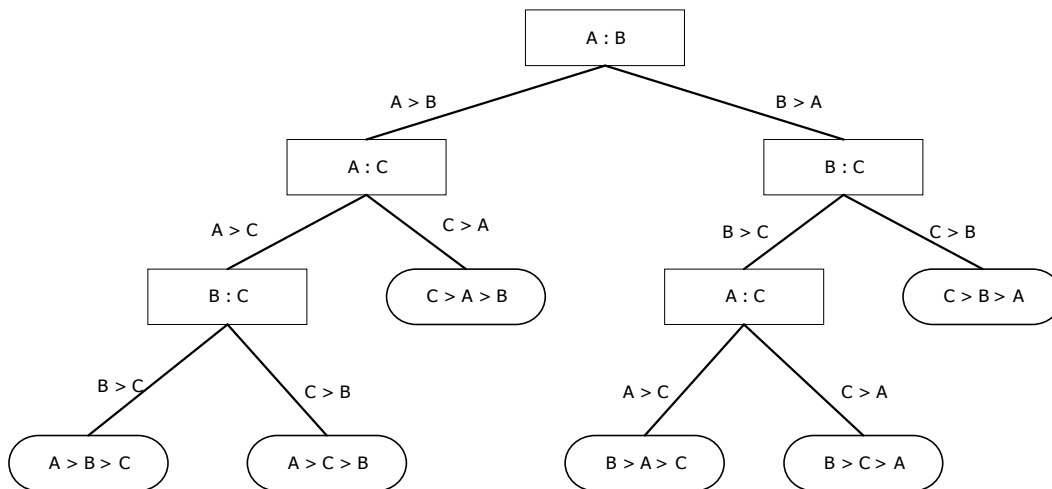 A : B
A > B
B > A
A : C
B : C
A > C
C > A
B > C
C > B
B : C
C > A > B
A : C
C > B > A
B > C
C > B
A > C
C > A
A > B > C
A > C > B
B > A > C
B > C > A